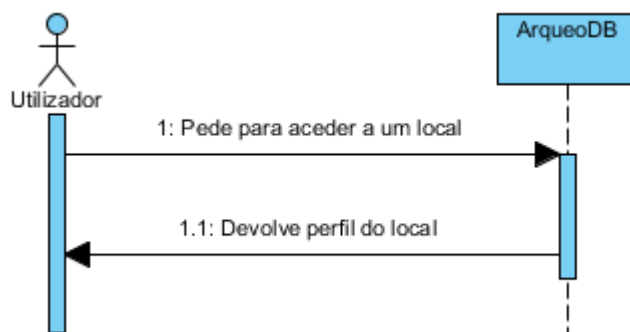 ArqueoDB
Utilizador
1: Pede para aceder a um local
1.1: Devolve perfil do local